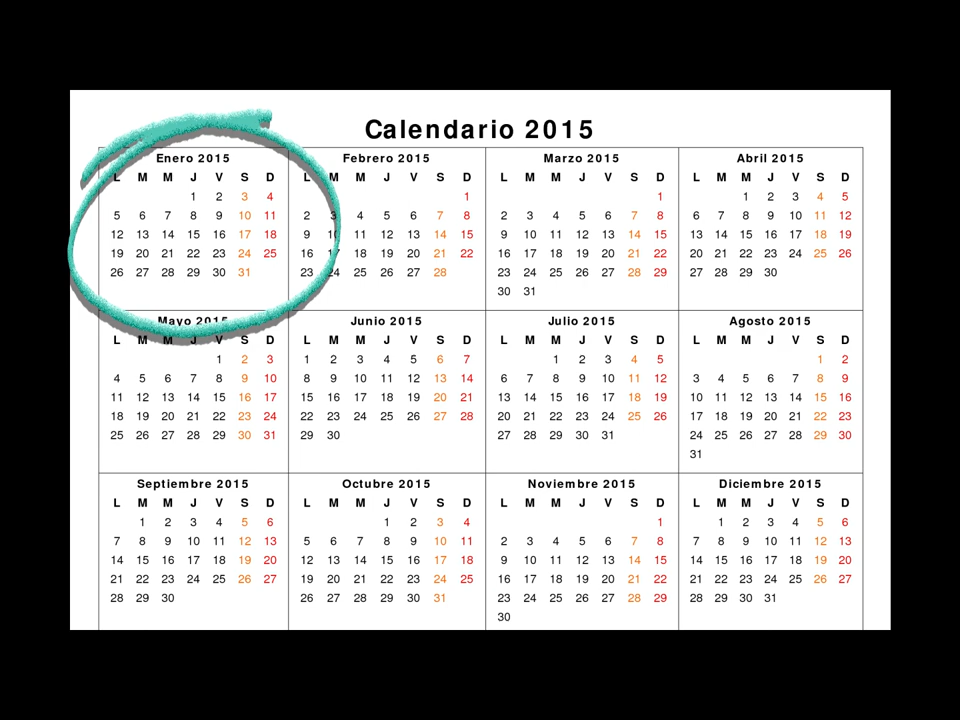 Calendario 2015
Enero 2015
L M M J V S D
1 2 3 4
5 6 7 8 9 10 11
12 13 14 15 16 17 18
19 20 21 22 23 24 25
26 27 28 29 30 31
Febrero 2015
L M M J V S D
1
2 3 4 5 6 7 8
9 10 11 12 13 14 15
16 17 18 19 20 21 22
23 24 25 26 27 28
Marzo 2015
L M M J V S D
1
2 3 4 5 6 7 8
9 10 11 12 13 14 15
16 17 18 19 20 21 22
23 24 25 26 27 28 29
30 31
Abril 2015
L M M J V S D
1 2 3 4 5
6 7 8 9 10 11 12
13 14 15 16 17 18 19
20 21 22 23 24 25 26
27 28 29 30
Mayo 2015
L M M J V S D
1 2 3
4 5 6 7 8 9 10
11 12 13 14 15 16 17
18 19 20 21 22 23 24
25 26 27 28 29 30 31
Junio 2015
L M M J V S D
1 2 3 4 5 6 7
8 9 10 11 12 13 14
15 16 17 18 19 20 21
22 23 24 25 26 27 28
29 30
Julio 2015
L M M J V S D
1 2 3 4 5
6 7 8 9 10 11 12
13 14 15 16 17 18 19
20 21 22 23 24 25 26
27 28 29 30 31
Agosto 2015
L M M J V S D
1 2
3 4 5 6 7 8 9
10 11 12 13 14 15 16
17 18 19 20 21 22 23
24 25 26 27 28 29 30
31
Septiembre 2015
L M M J V S D
1 2 3 4 5 6
7 8 9 10 11 12 13
14 15 16 17 18 19 20
21 22 23 24 25 26 27
28 29 30
Octubre 2015
L M M J V S D
1 2 3 4
5 6 7 8 9 10 11
12 13 14 15 16 17 18
19 20 21 22 23 24 25
26 27 28 29 30 31
Noviembre 2015
L M M J V S D
1
2 3 4 5 6 7 8
9 10 11 12 13 14 15
16 17 18 19 20 21 22
23 24 25 26 27 28 29
30
Diciembre 2015
L M M J V S D
1 2 3 4 5 6
7 8 9 10 11 12 13
14 15 16 17 18 19 20
21 22 23 24 25 26 27
28 29 30 31